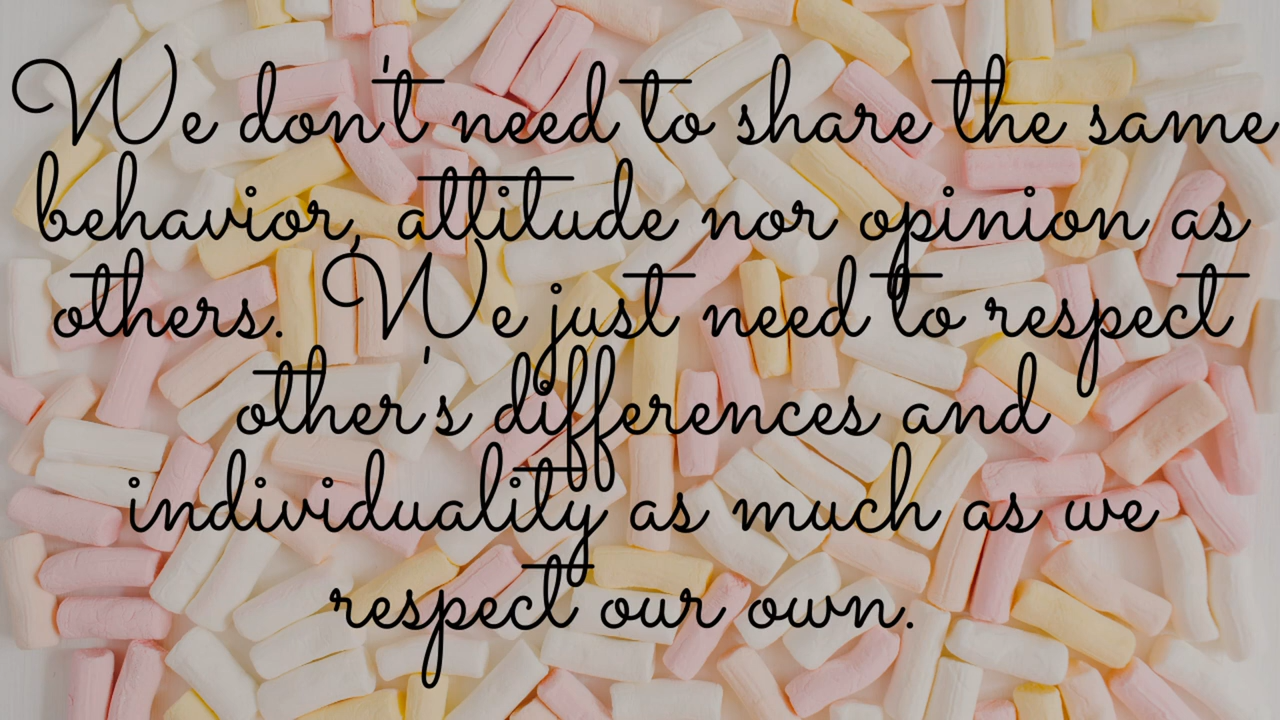 We don't need to share the same
behavior, attitude nor opinion as
others. We just need to respect
other's differences and
individuality as much as we
respect our own.